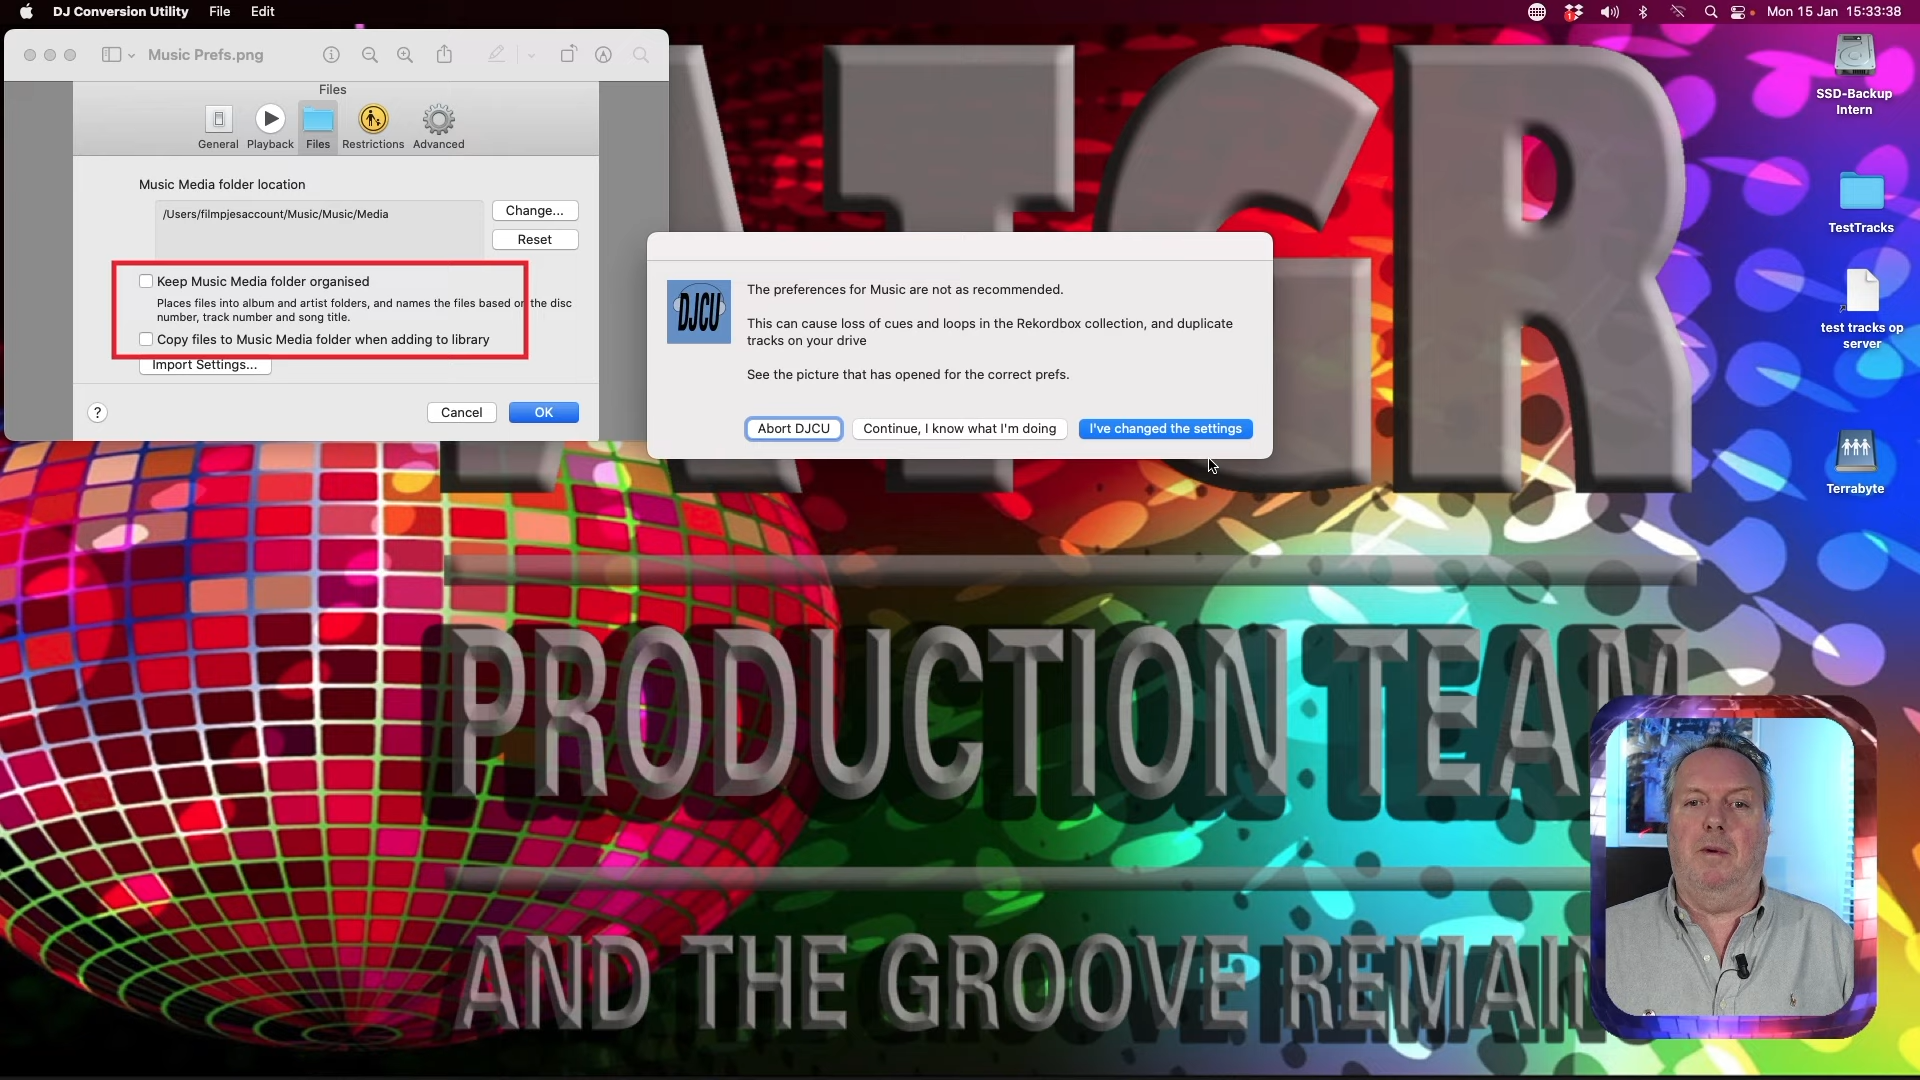 DJ Conversion Utility File Edit
1
Mon 15 Jan 15:33:38
Music Prefs.png
Files
General Playback Files Restrictions Advanced
Music Media folder location
/Users/filmpjesaccount/Music/Music/Media
Change...
Reset
Keep Music Media folder organised
Places files into album and artist folders, and names the files based on the disc
number, track number and song title.
Copy files to Music Media folder when adding to library
Import Settings...
?
Cancel
OK
DJCU
The preferences for Music are not as recommended.
This can cause loss of cues and loops in the Rekordbox collection, and duplicate
tracks on your drive
See the picture that has opened for the correct prefs.
Abort DJCU
Continue, I know what I'm doing
I've changed the settings
SSD-Backup
Intern
TestTracks
test tracks op
server
Terrabyte
ATGR
PRODUCTION TEAM
AND THE GROOVE REMAIN